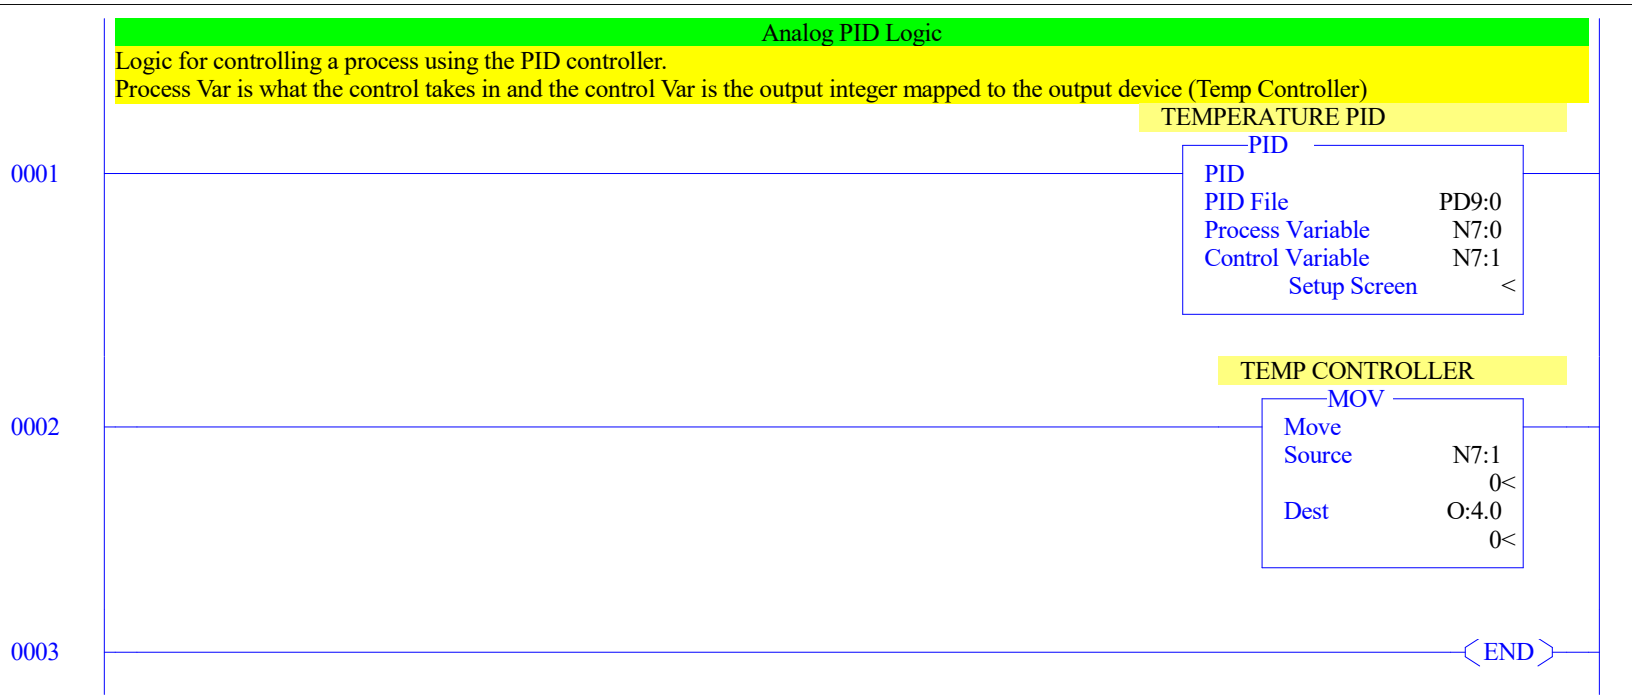 Analog PID Logic
Logic for controlling a process using the PID controller.
Process Var is what the control takes in and the control Var is the output integer mapped to the output device (Temp Controller)
TEMPERATURE PID
PID
0001
PID
PID File PD9:0
Process Variable N7:0
Control Variable N7:1
Setup Screen <
TEMP CONTROLLER
MOV
0002
Move
Source N7:1
0<
Dest O:4.0
0<
0003
END